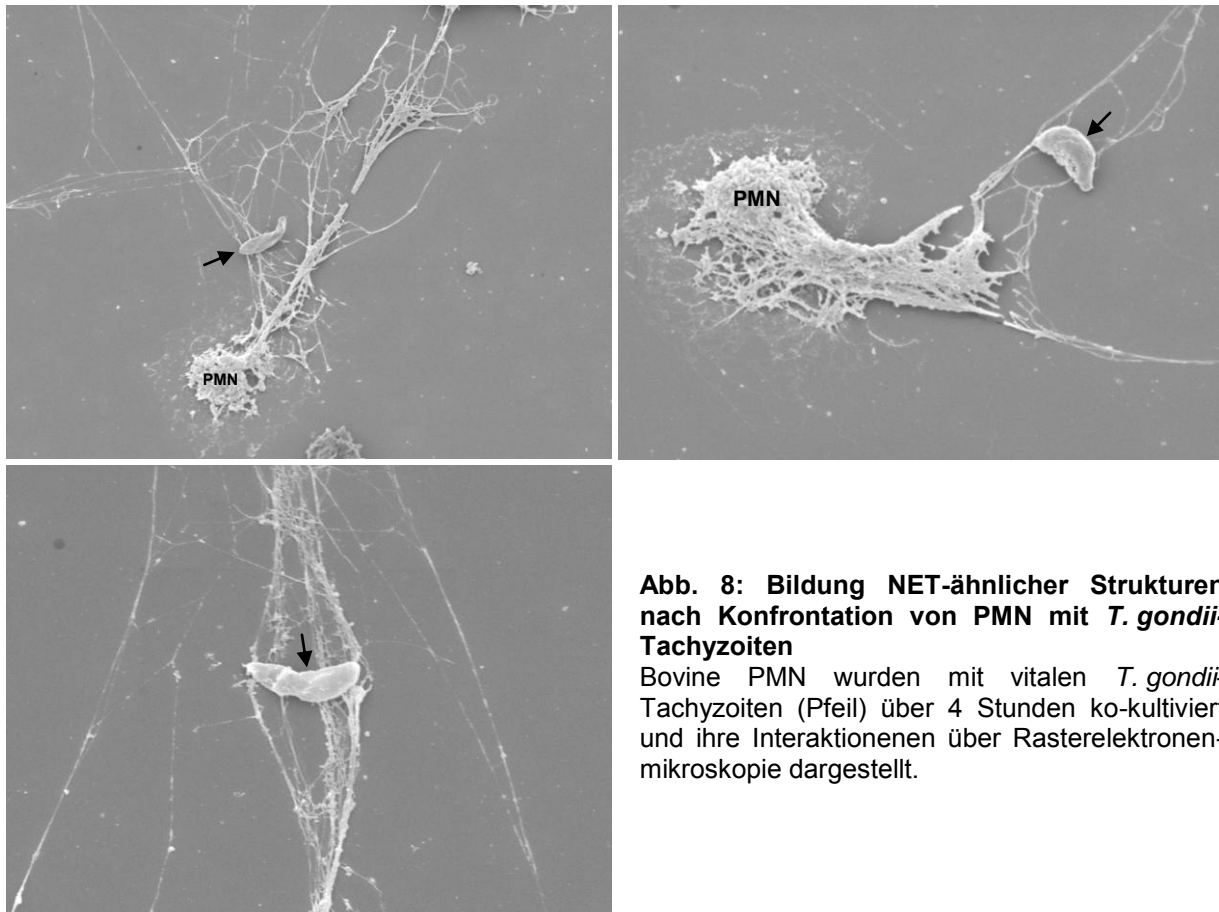 PMN
PMN
Abb. 8: Bildung NET-ähnlicher Strukturen
nach Konfrontation von PMN mit T. gondii-
Tachyzoiten
Bovine PMN wurden mit vitalen T. gondii-
Tachyzoiten (Pfeil) über 4 Stunden ko-kultiviert
und ihre Interaktionenen über Rasterelektronen-
mikroskopie dargestellt.